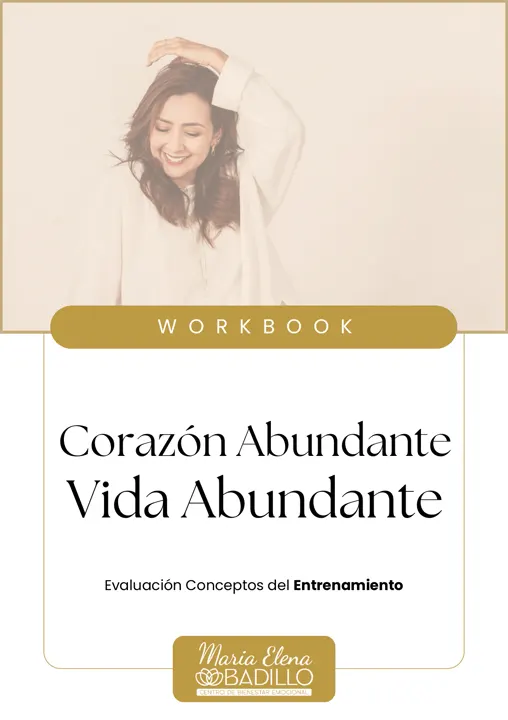 WORKBOOK
Corazón Abundante
Vida Abundante
Evaluación Conceptos del Entrenamiento
Maria Elena
BADILLO
CENTRO DE BIENESTAR EMOCIONAL